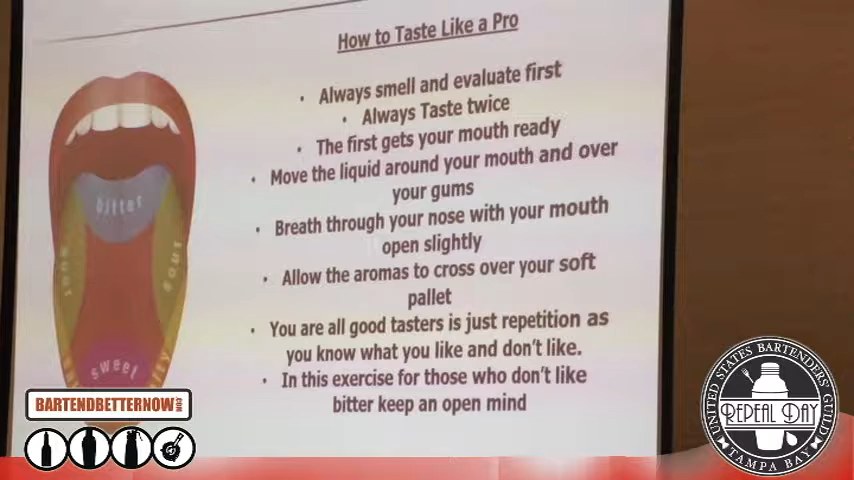 How to Taste Like a Pro
• Always smell and evaluate first
• Always Taste twice
• The first gets your mouth ready
• Move the liquid around your mouth and over
your gums
• Breath through your nose with your mouth
open slightly
• Allow the aromas to cross over your soft
pallet
• You are all good tasters is just repetition as
you know what you like and don't like.
• In this exercise for those who don't like
bitter keep an open mind
bitter
sour
sour
sweet
BARTENDBETTERNOW.COM
UNITED STATES BARTENDERS' GUILD
REPEAL DAY
TAMPA BAY